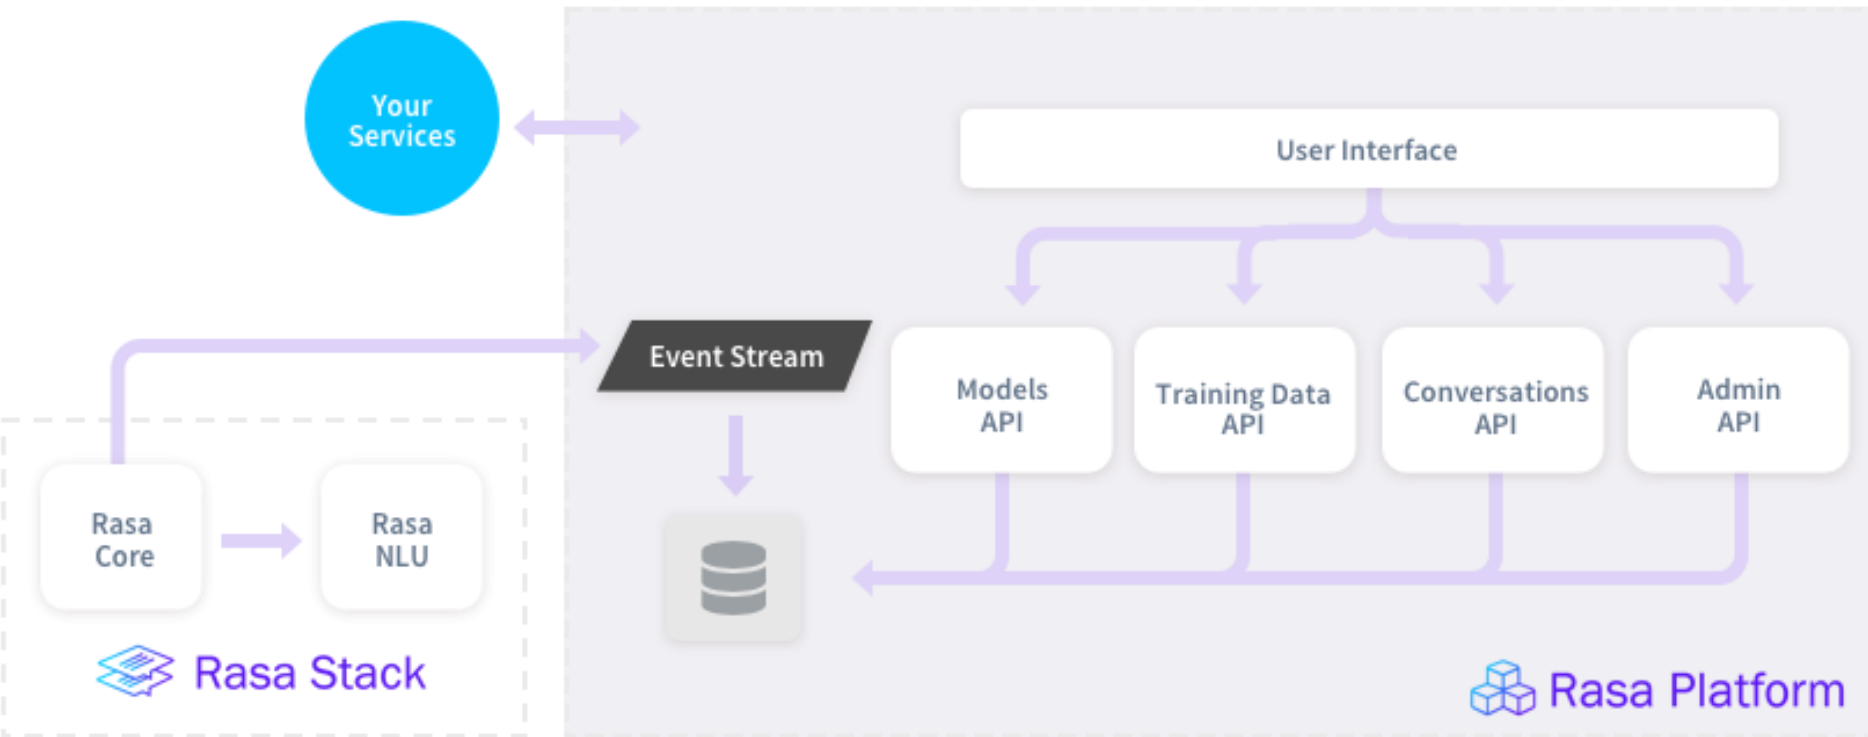 Your
Services
User Interface
Event Stream
Models
API
Training Data
API
Conversations
API
Admin
API
Rasa
Core
Rasa
NLU
Rasa Stack
Rasa Platform